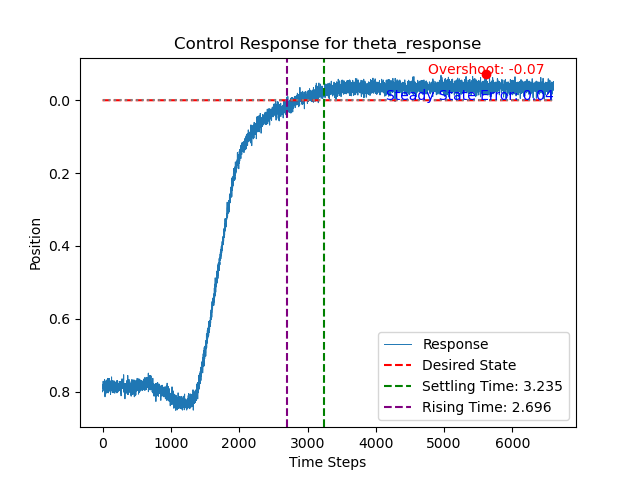 Control Response for theta_response
Overshoot: -0.07
Steady State Error: 0.04
0.0
0.2
0.4
0.6
0.8
Position
Response
Desired State
Settling Time: 3.235
Rising Time: 2.696
0
1000
2000
3000
4000
5000
6000
Time Steps